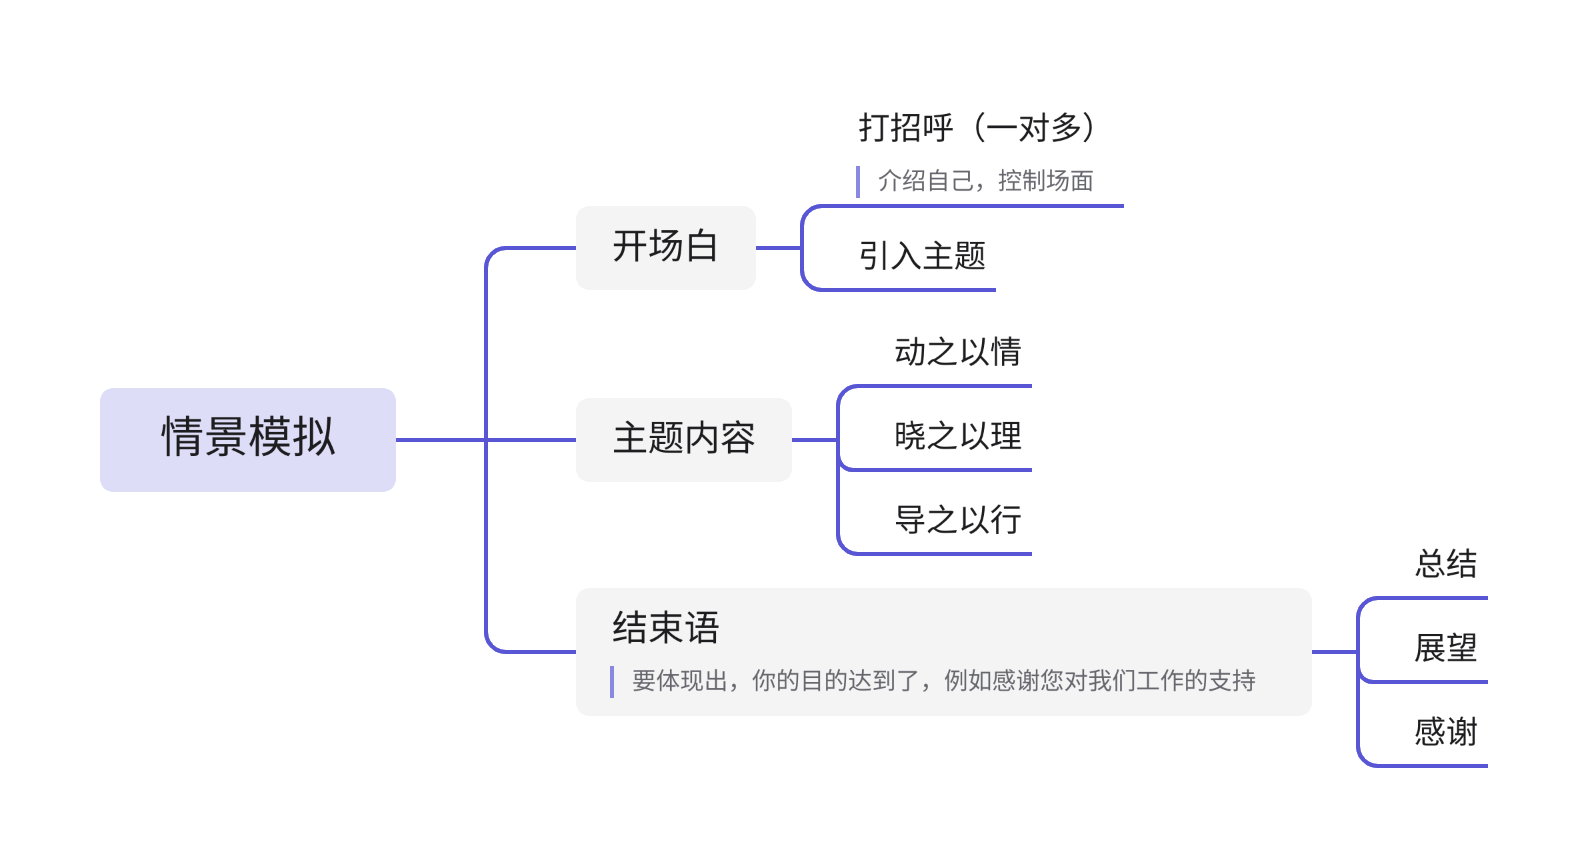 情景模拟
开场白
打招呼（一对多）
介绍自己，控制场面
引入主题
主题内容
动之以情
晓之以理
导之以行
结束语
要体现出，你的目的达到了，例如感谢您对我们工作的支持
总结
展望
感谢